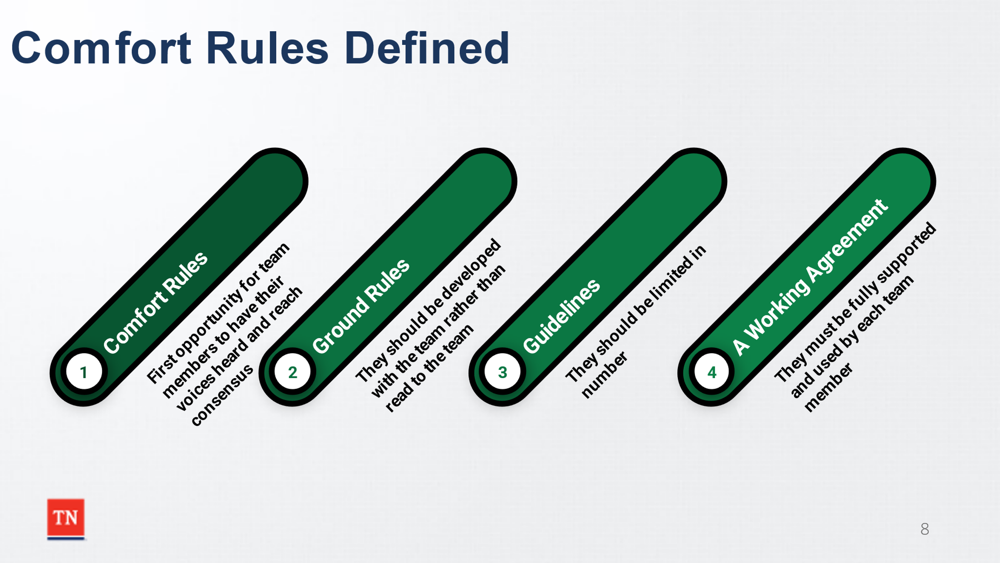 Comfort Rules Defined
1
Comfort Rules
First opportunity for team
members to have their
voices heard and reach
consensus
2
Ground Rules
They should be developed
with the team rather than
read to the team
3
Guidelines
They should be limited in
number
4
A Working Agreement
They must be fully supported
and used by each team
member
TN
8